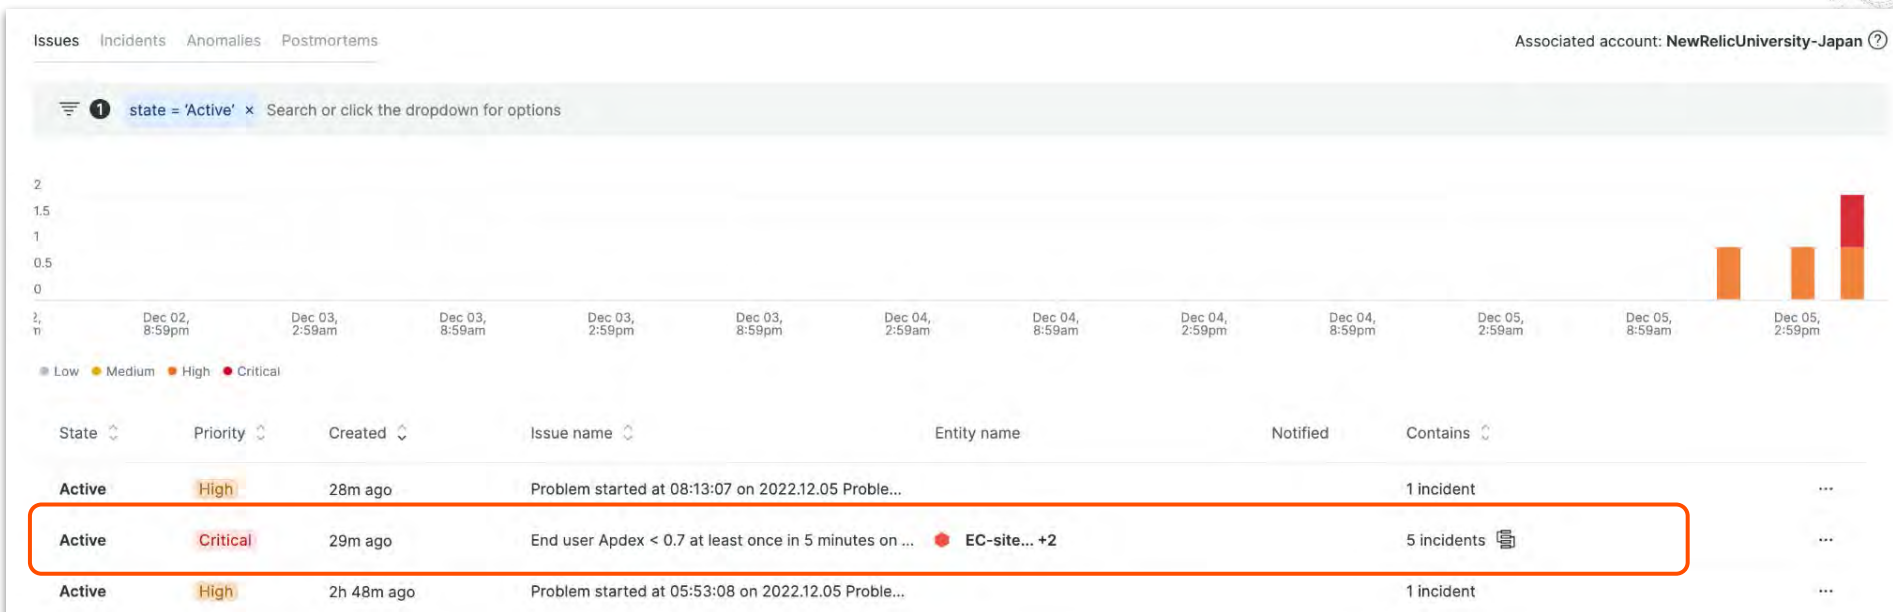 Issues Incidents Anomalies Postmortems
Associated account: NewRelicUniversity-Japan ?
1 state = 'Active' × Search or click the dropdown for options
2
1.5
1
0.5
0
Dec 02, 8:59pm
Dec 03, 2:59am
Dec 03, 8:59am
Dec 03, 2:59pm
Dec 03, 8:59pm
Dec 04, 2:59am
Dec 04, 8:59am
Dec 04, 2:59pm
Dec 04, 8:59pm
Dec 05, 2:59am
Dec 05, 8:59am
Dec 05, 2:59pm
Low Medium High Critical
State Priority Created Issue name Entity name Notified Contains
Active High 28m ago Problem started at 08:13:07 on 2022.12.05 Proble... 1 incident ...
Active Critical 29m ago End user Apdex < 0.7 at least once in 5 minutes on ... EC-site... +2 5 incidents ...
Active High 2h 48m ago Problem started at 05:53:08 on 2022.12.05 Proble... 1 incident ...